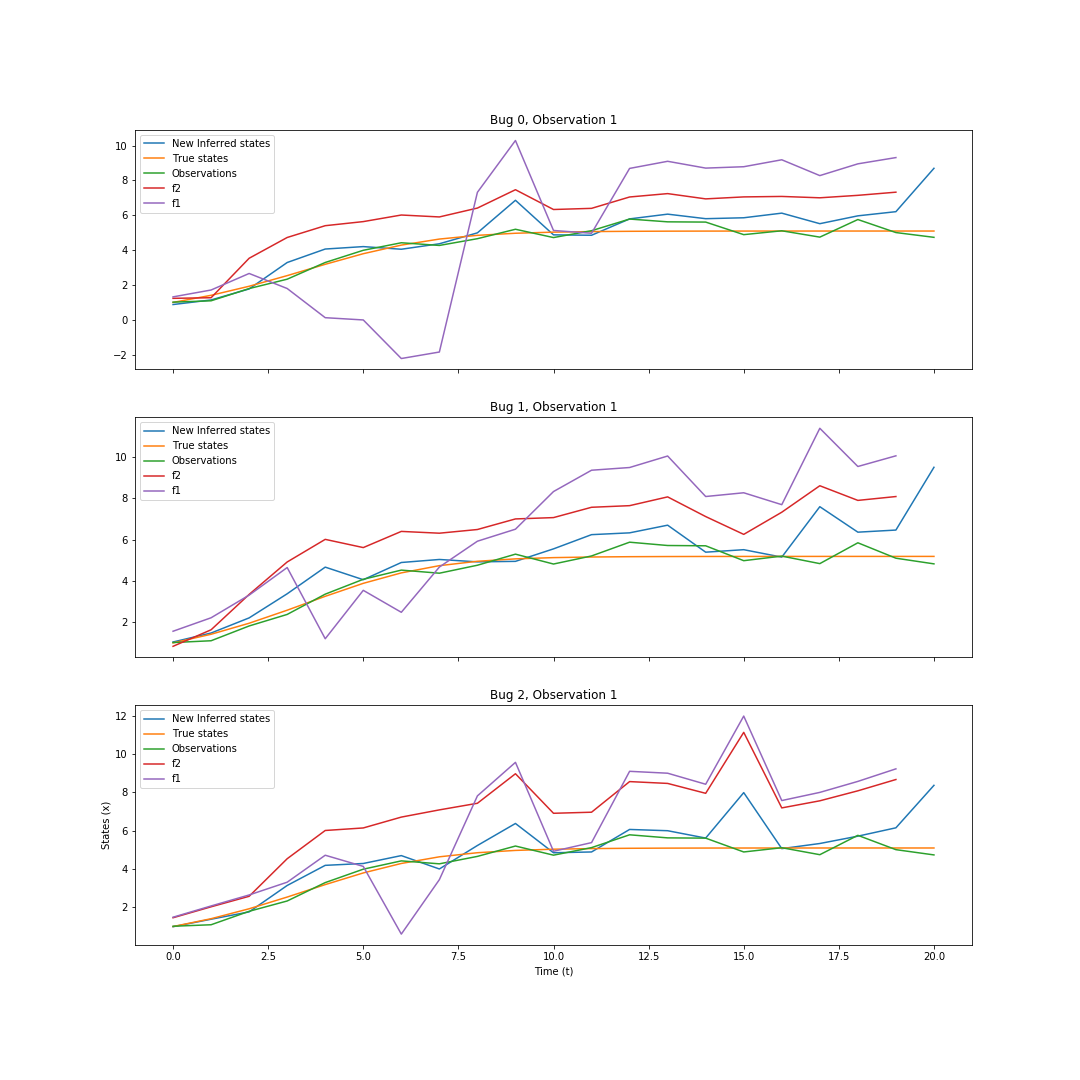 Bug 0, Observation 1
New Inferred states
True states
Observations
f2
f1
10
8
6
4
2
0
−2
Bug 1, Observation 1
New Inferred states
True states
Observations
f2
f1
10
8
6
4
2
Bug 2, Observation 1
New Inferred states
True states
Observations
f2
f1
12
10
8
6
4
2
States (x)
0.0 2.5 5.0 7.5 10.0 12.5 15.0 17.5 20.0
Time (t)